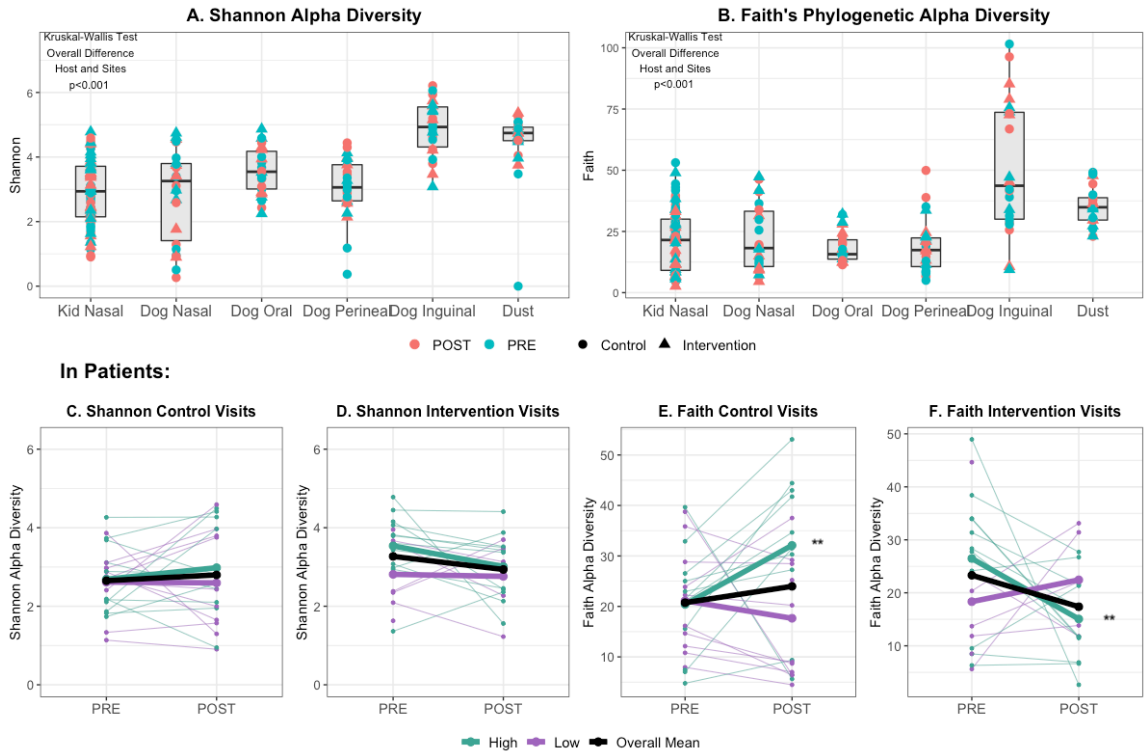 A. Shannon Alpha Diversity
Kruskal-Wallis Test
Overall Difference
Host and Sites
p<0.001
Shannon
6
4
2
0
Kid Nasal Dog Nasal Dog Oral Dog Perineal Dog Inguinal Dust
B. Faith's Phylogenetic Alpha Diversity
Kruskal-Wallis Test
Overall Difference
Host and Sites
p<0.001
Faith
100
75
50
25
0
Kid Nasal Dog Nasal Dog Oral Dog Perineal Dog Inguinal Dust
POST PRE Control Intervention
In Patients:
C. Shannon Control Visits
Shannon Alpha Diversity
6
4
2
0
PRE POST
D. Shannon Intervention Visits
Shannon Alpha Diversity
6
4
2
0
PRE POST
E. Faith Control Visits
Faith Alpha Diversity
50
40
30
20
10
**
PRE POST
F. Faith Intervention Visits
Faith Alpha Diversity
50
40
30
20
10
**
PRE POST
High Low Overall Mean